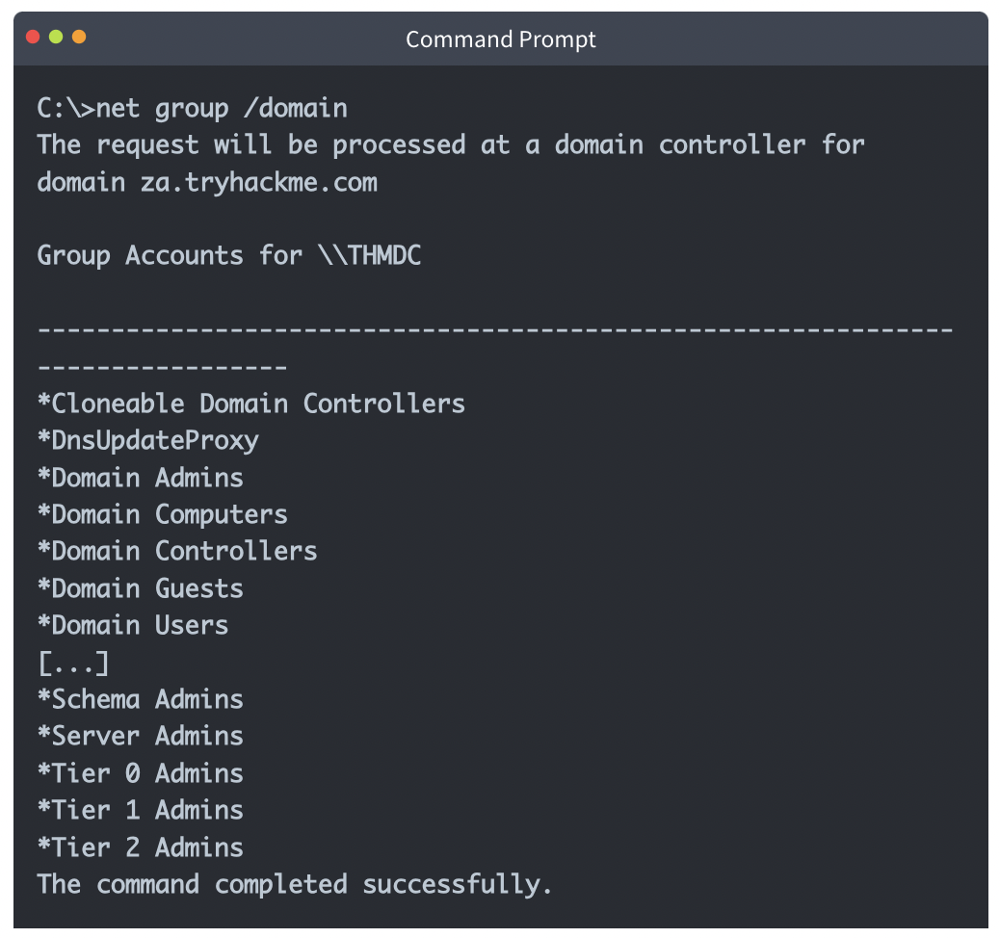 Command Prompt
C:\>net group /domain
The request will be processed at a domain controller for
domain za.tryhackme.com
Group Accounts for \\THMDC
--------------------------------------------------------------
-----------------
*Cloneable Domain Controllers
*DnsUpdateProxy
*Domain Admins
*Domain Computers
*Domain Controllers
*Domain Guests
*Domain Users
[...]
*Schema Admins
*Server Admins
*Tier 0 Admins
*Tier 1 Admins
*Tier 2 Admins
The command completed successfully.